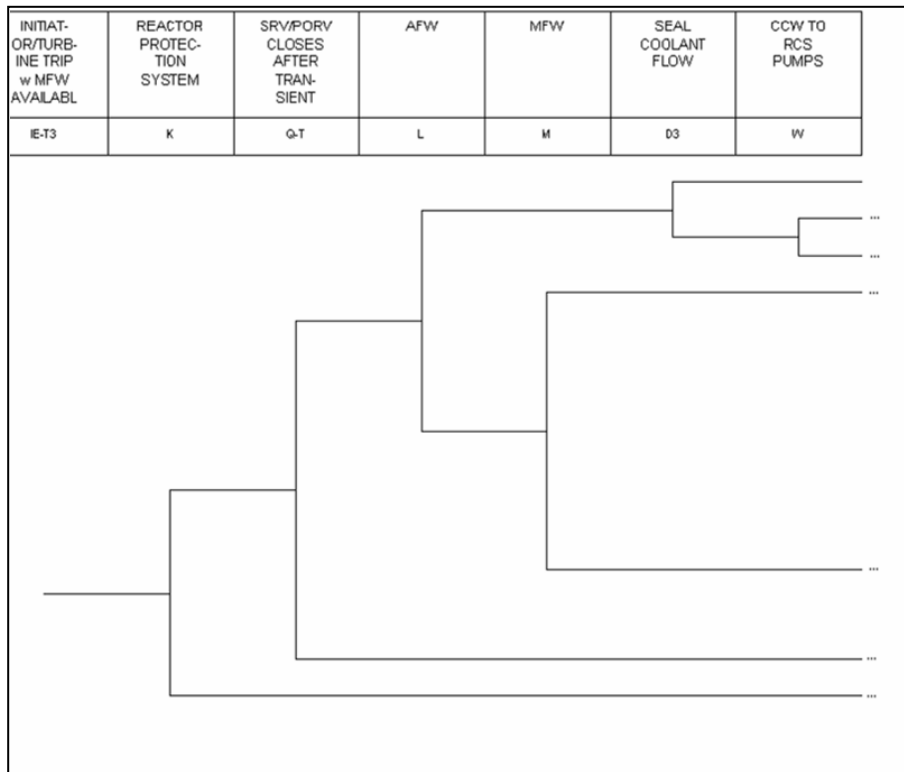 INITIAT-
OR/TURB-
INE TRIP
w MFW
AVAILABL
REACTOR
PROTEC-
TION
SYSTEM
SRV/PORV
CLOSES
AFTER
TRAN-
SIENT
AFW
MFW
SEAL
COOLANT
FLOW
CCW TO
RCS
PUMPS
IE-T3
K
Q-T
L
M
D3
W
...
...
...
...
...
...